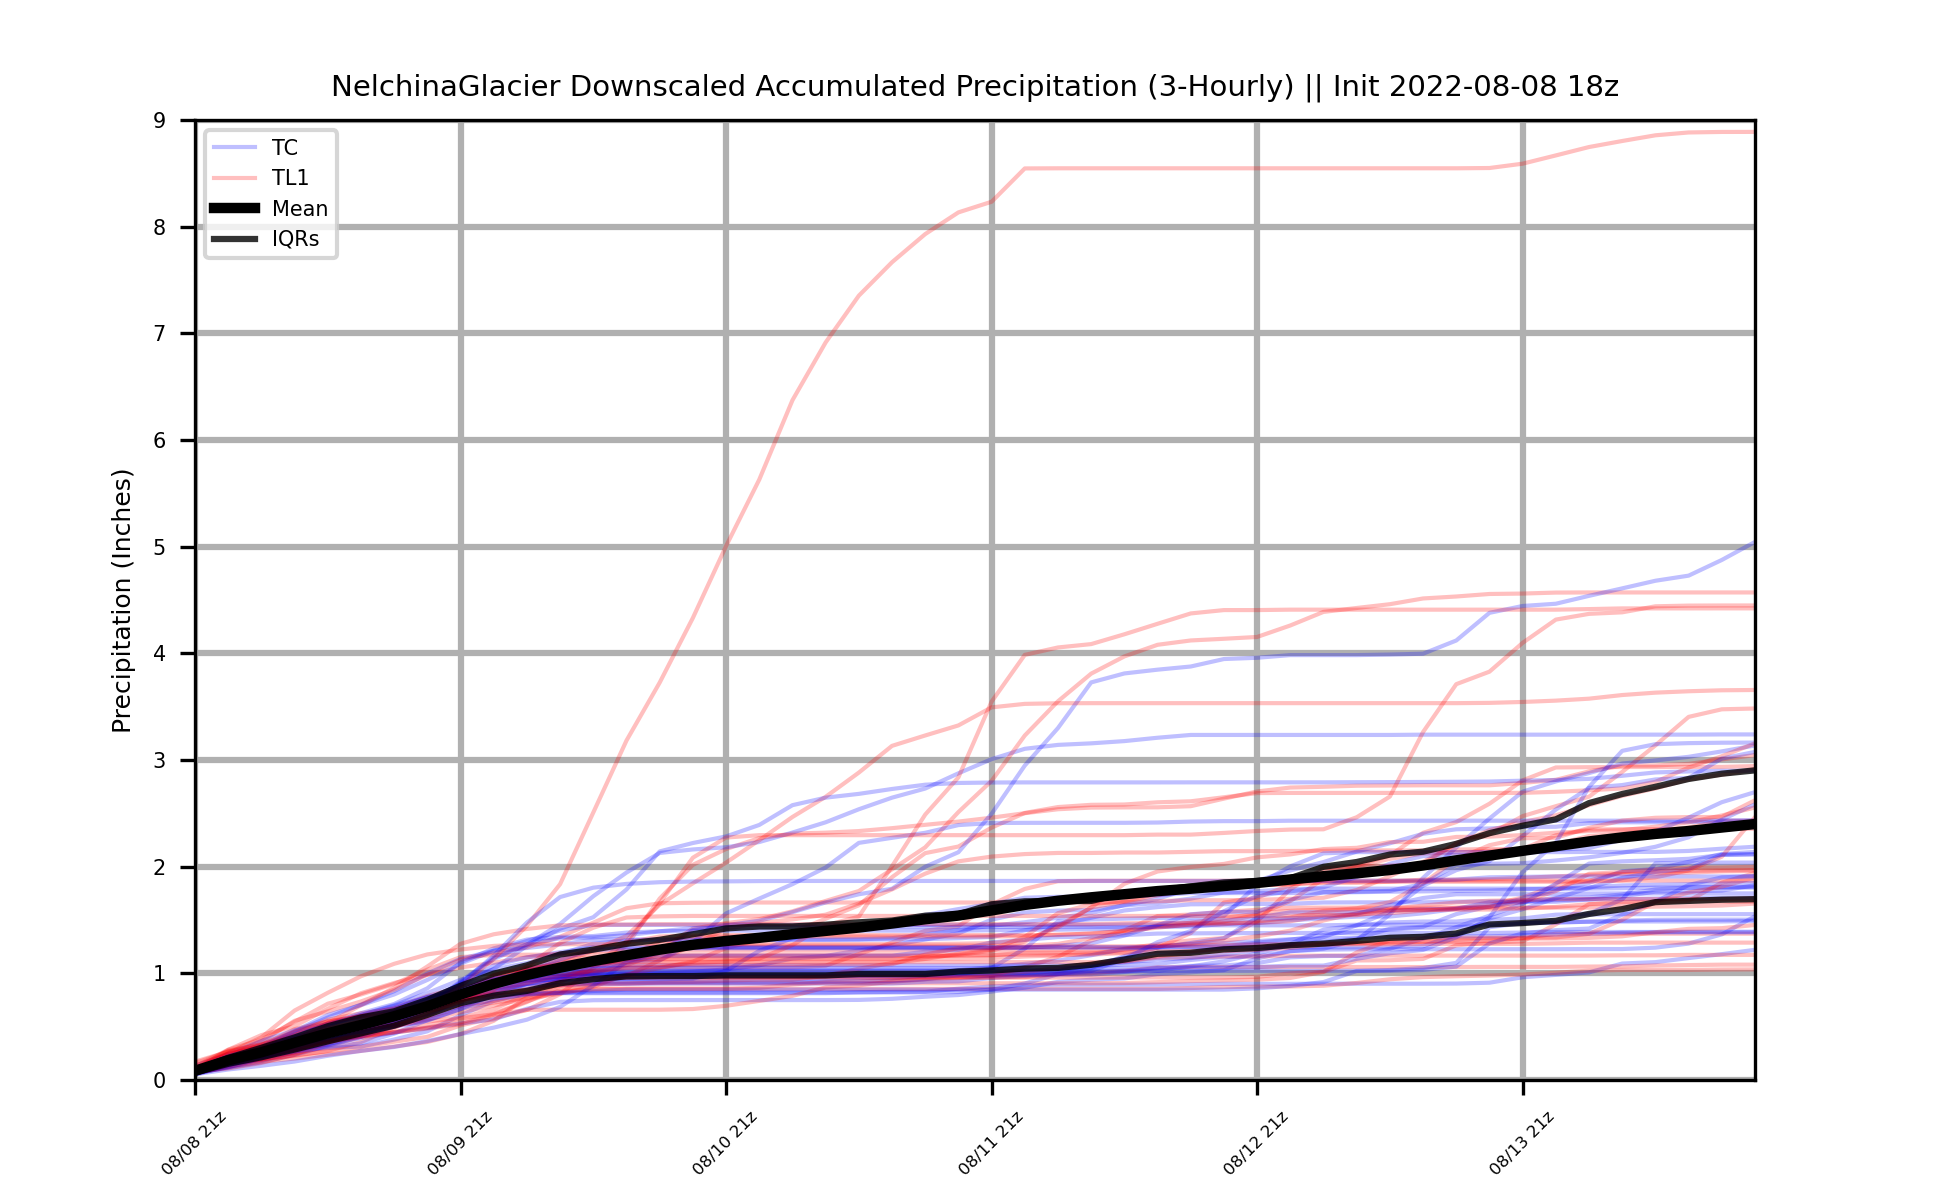 NelchinaGlacier Downscaled Accumulated Precipitation (3-Hourly) || Init 2022-08-08 18z
TC
TL1
Mean
IQRs
Precipitation (Inches)
9
8
7
6
5
4
3
2
1
0
08/08 21z
08/09 21z
08/10 21z
08/11 21z
08/12 21z
08/13 21z